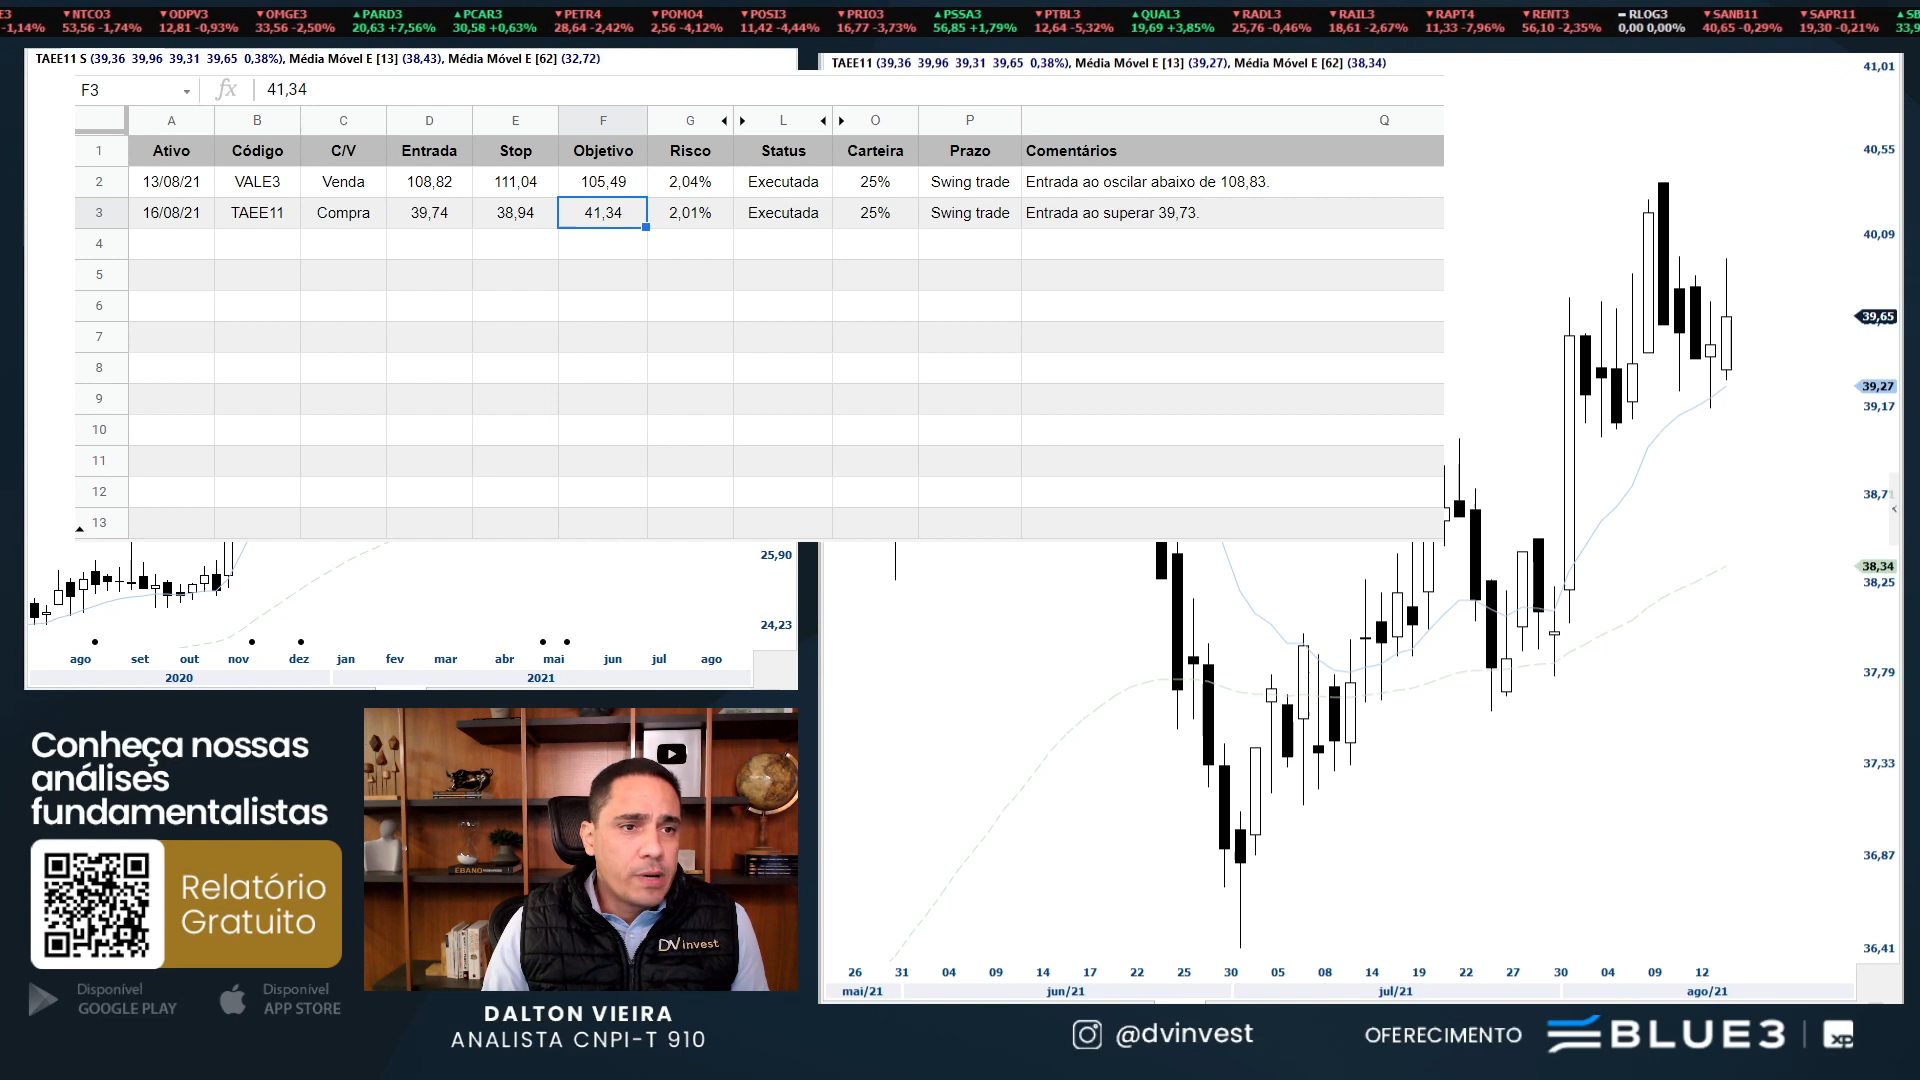 E3 ▼NTCO3 ▼ODPV3 ▼OMGE3 ▲PARD3 ▲PCAR3 ▼PETR4 ▼POMO4 ▼POSI3 ▼PRIO3 ▲PSSA3 ▼PTBL3 ▲QUAL3 ▼RADL3 ▼RAIL3 ▼RAPT4 ▼RENT3 RLOG3 ▼SANB11 ▼SAPR11 ▲SB
-1,14% 53,56 -1,74% 12,81 -0,93% 33,56 -2,50% 20,63 +7,56% 30,58 +0,63% 28,64 -2,42% 2,56 -4,12% 11,42 -4,44% 16,77 -3,73% 56,85 +1,79% 12,64 -5,32% 19,69 +3,85% 25,76 -0,46% 18,61 -2,67% 11,33 -7,96% 56,10 -2,35% 0,00 0,00% 40,65 -0,29% 19,30 -0,21% 33,9
TAEE11 S (39,36 39,96 39,31 39,65 0,38%), Média Móvel E [13] (38,43), Média Móvel E [62] (32,72)
TAEE11 (39,36 39,96 39,31 39,65 0,38%), Média Móvel E [13] (39,27), Média Móvel E [62] (38,34)
F3 fx 41,34
A B C D E F G L O P Q
1 Ativo Código C/V Entrada Stop Objetivo Risco Status Carteira Prazo Comentários
2 13/08/21 VALE3 Venda 108,82 111,04 105,49 2,04% Executada 25% Swing trade Entrada ao oscilar abaixo de 108,83.
3 16/08/21 TAEE11 Compra 39,74 38,94 41,34 2,01% Executada 25% Swing trade Entrada ao superar 39,73.
4
5
6
7
8
9
10
11
12
13
25,90
24,23
ago set out nov dez jan fev mar abr mai jun jul ago
2020 2021
41,01
40,55
40,09
39,65
39,27
39,17
38,71
38,34
38,25
37,79
37,33
36,87
36,41
26 31 04 09 14 17 22 25 30 05 08 14 19 22 27 30 04 09 12
mai/21 jun/21 jul/21 ago/21
Conheça nossas
análises
fundamentalistas
Relatório
Gratuito
Disponível
GOOGLE PLAY
Disponível
APP STORE
EBANO
DV invest
DALTON VIEIRA
ANALISTA CNPI-T 910
@dvinvest
OFERECIMENTO
BLUE3
xp